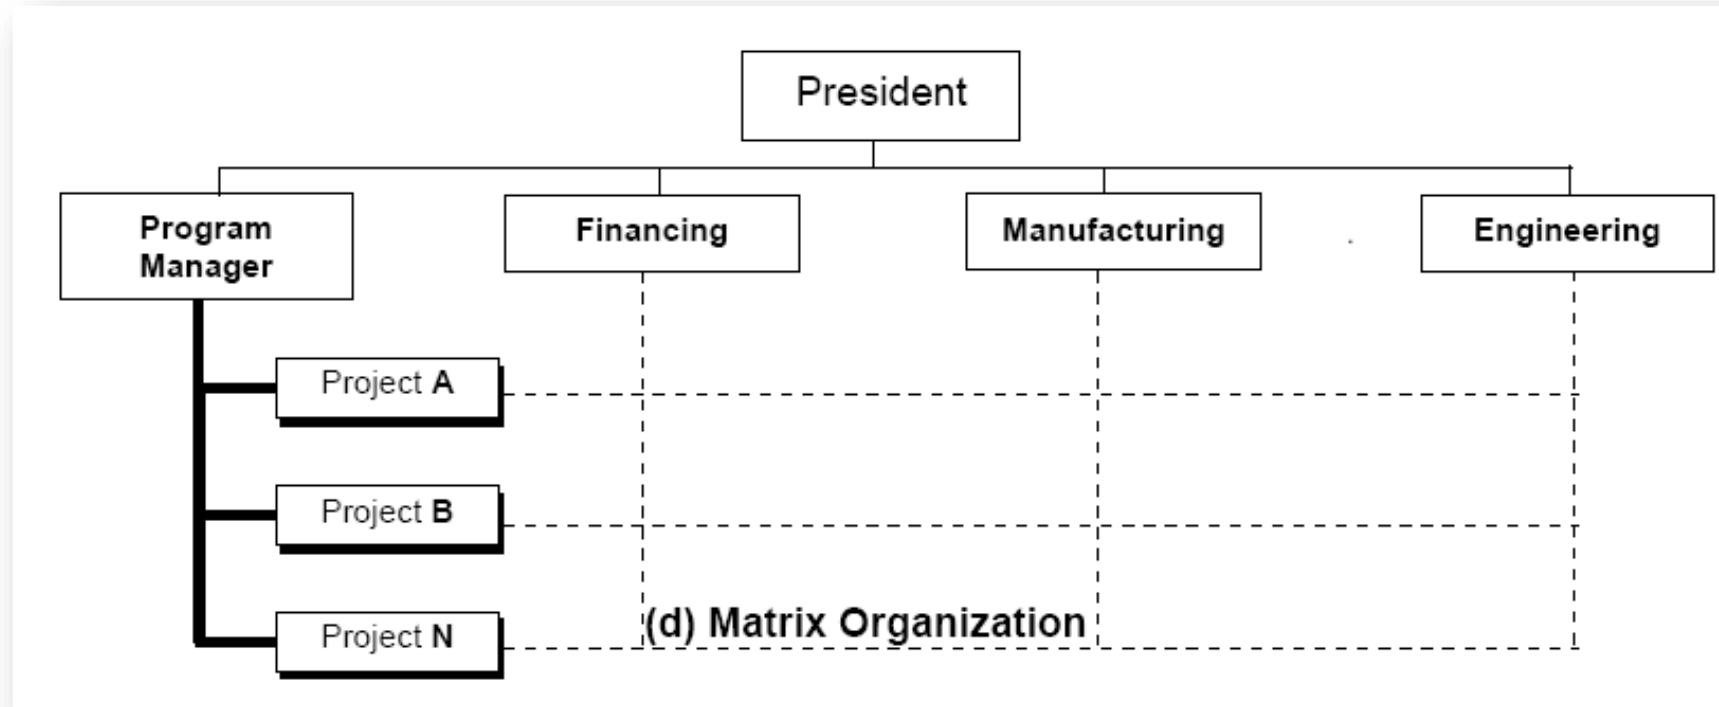 President
Program
Manager
Financing
Manufacturing
Engineering
Project A
Project B
Project N
(d) Matrix Organization